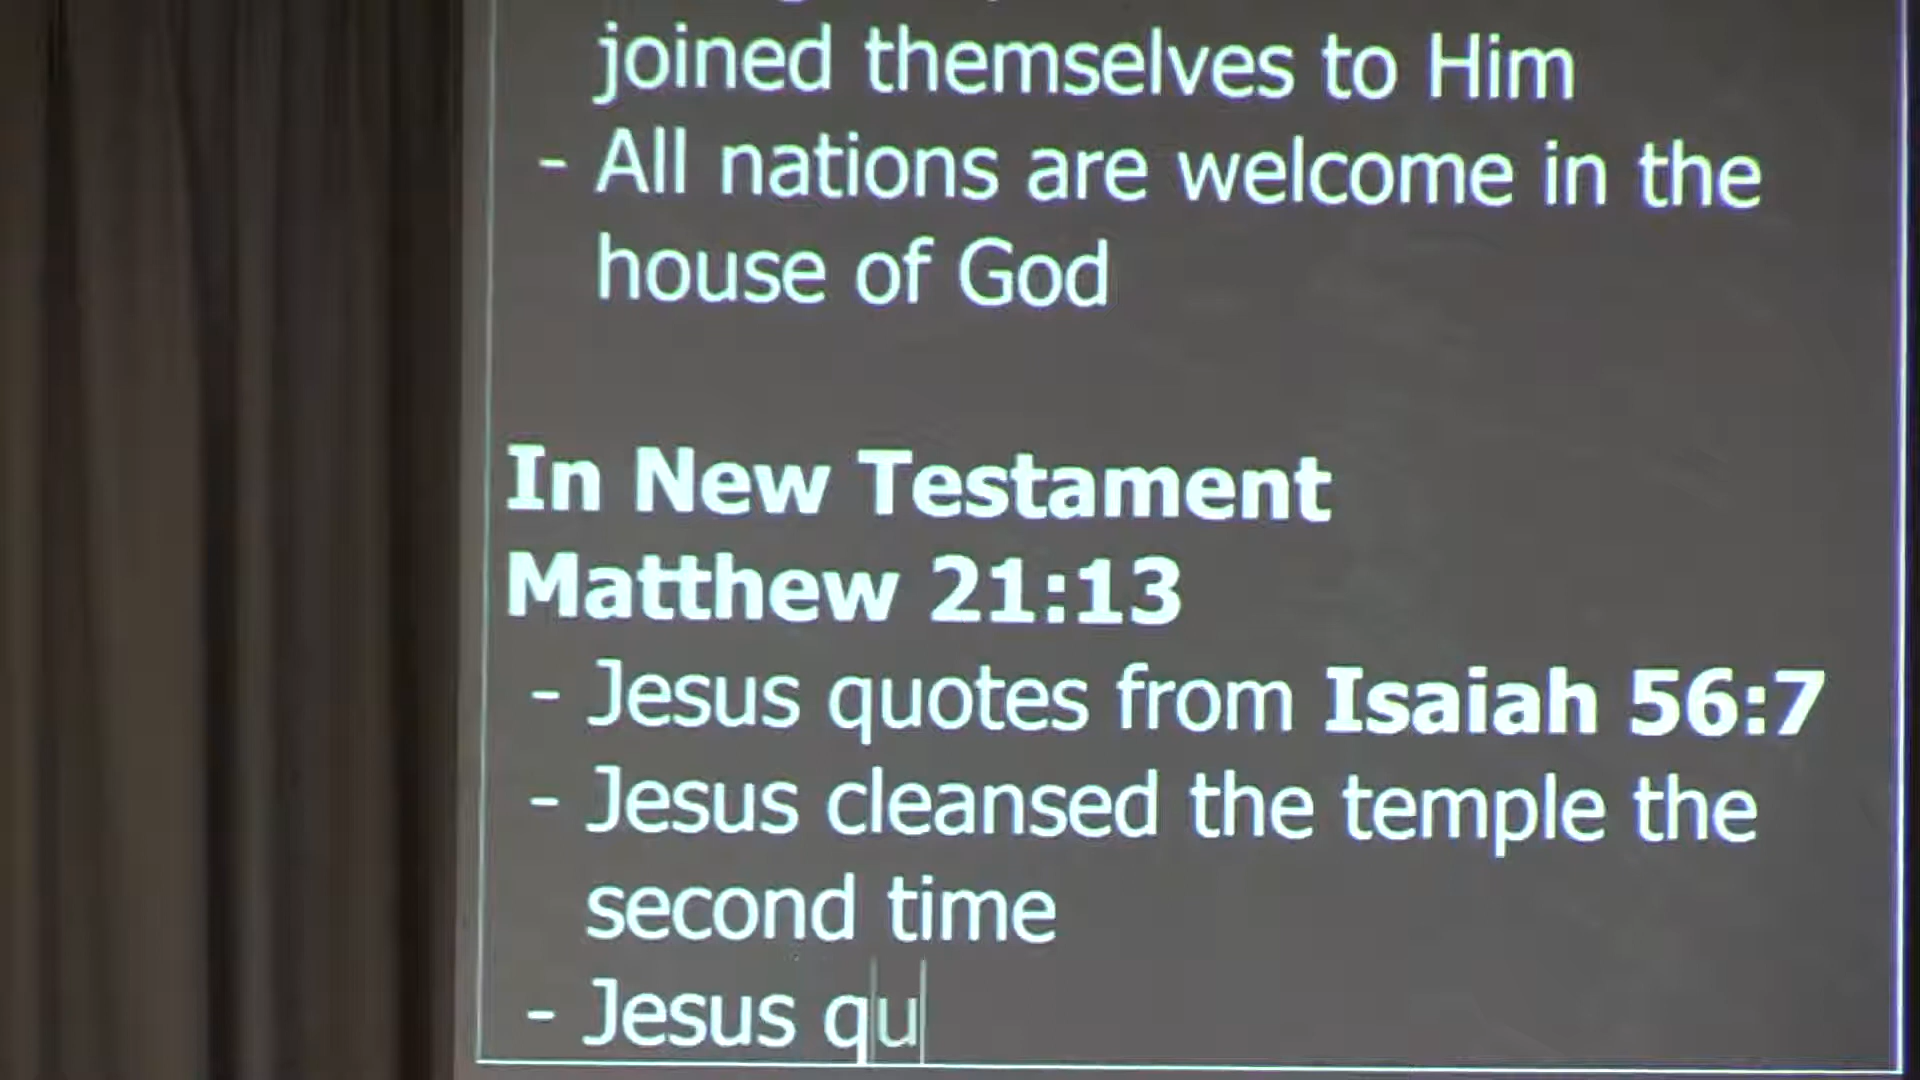 joined themselves to Him
- All nations are welcome in the
house of God
In New Testament
Matthew 21:13
- Jesus quotes from Isaiah 56:7
- Jesus cleansed the temple the
second time
- Jesus qu